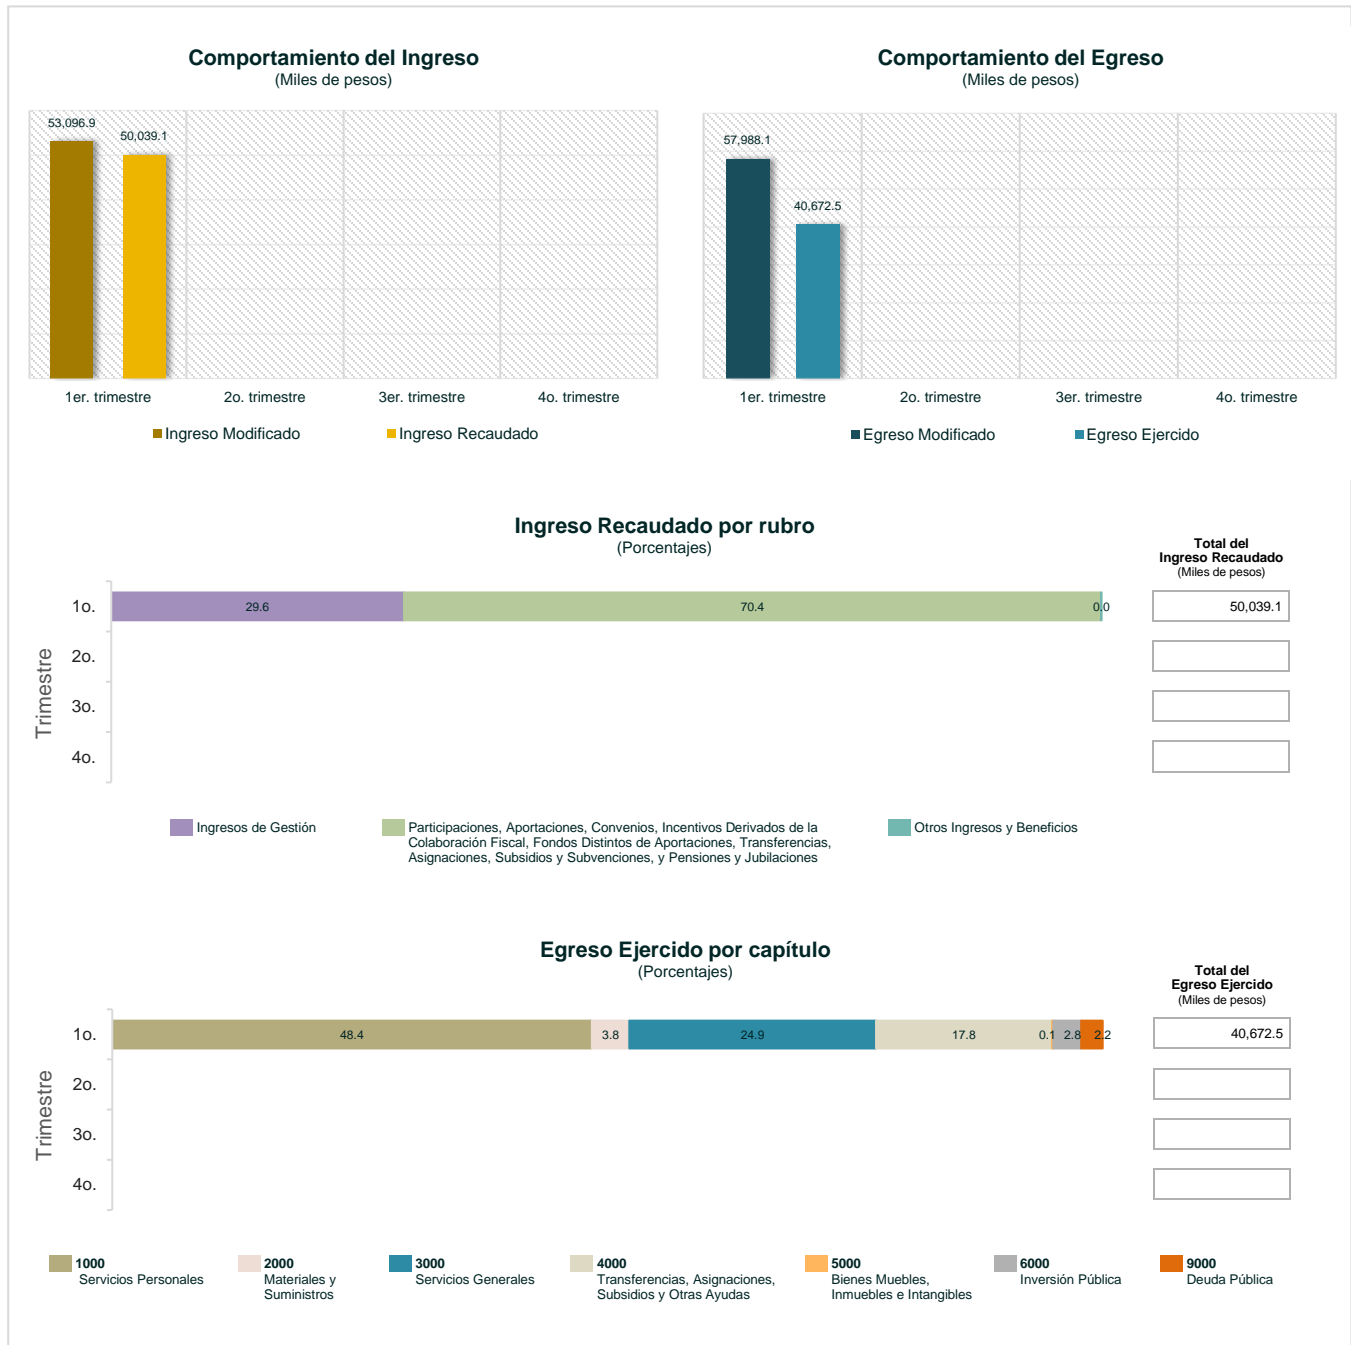 Comportamiento del Ingreso
(Miles de pesos)
53,096.9
50,039.1
1er. trimestre 2o. trimestre 3er. trimestre 4o. trimestre
Ingreso Modificado Ingreso Recaudado
Comportamiento del Egreso
(Miles de pesos)
57,988.1
40,672.5
1er. trimestre 2o. trimestre 3er. trimestre 4o. trimestre
Egreso Modificado Egreso Ejercido
Ingreso Recaudado por rubro
(Porcentajes)
Total del
Ingreso Recaudado
(Miles de pesos)
Trimestre
1o. 29.6 70.4 0.0 50,039.1
2o.
3o.
4o.
Ingresos de Gestión
Participaciones, Aportaciones, Convenios, Incentivos Derivados de la
Colaboración Fiscal, Fondos Distintos de Aportaciones, Transferencias,
Asignaciones, Subsidios y Subvenciones, y Pensiones y Jubilaciones
Otros Ingresos y Beneficios
Egreso Ejercido por capítulo
(Porcentajes)
Total del
Egreso Ejercido
(Miles de pesos)
Trimestre
1o. 48.4 3.8 24.9 17.8 0.1 2.8 2.2 40,672.5
2o.
3o.
4o.
1000
Servicios Personales
2000
Materiales y
Suministros
3000
Servicios Generales
4000
Transferencias, Asignaciones,
Subsidios y Otras Ayudas
5000
Bienes Muebles,
Inmuebles e Intangibles
6000
Inversión Pública
9000
Deuda Pública